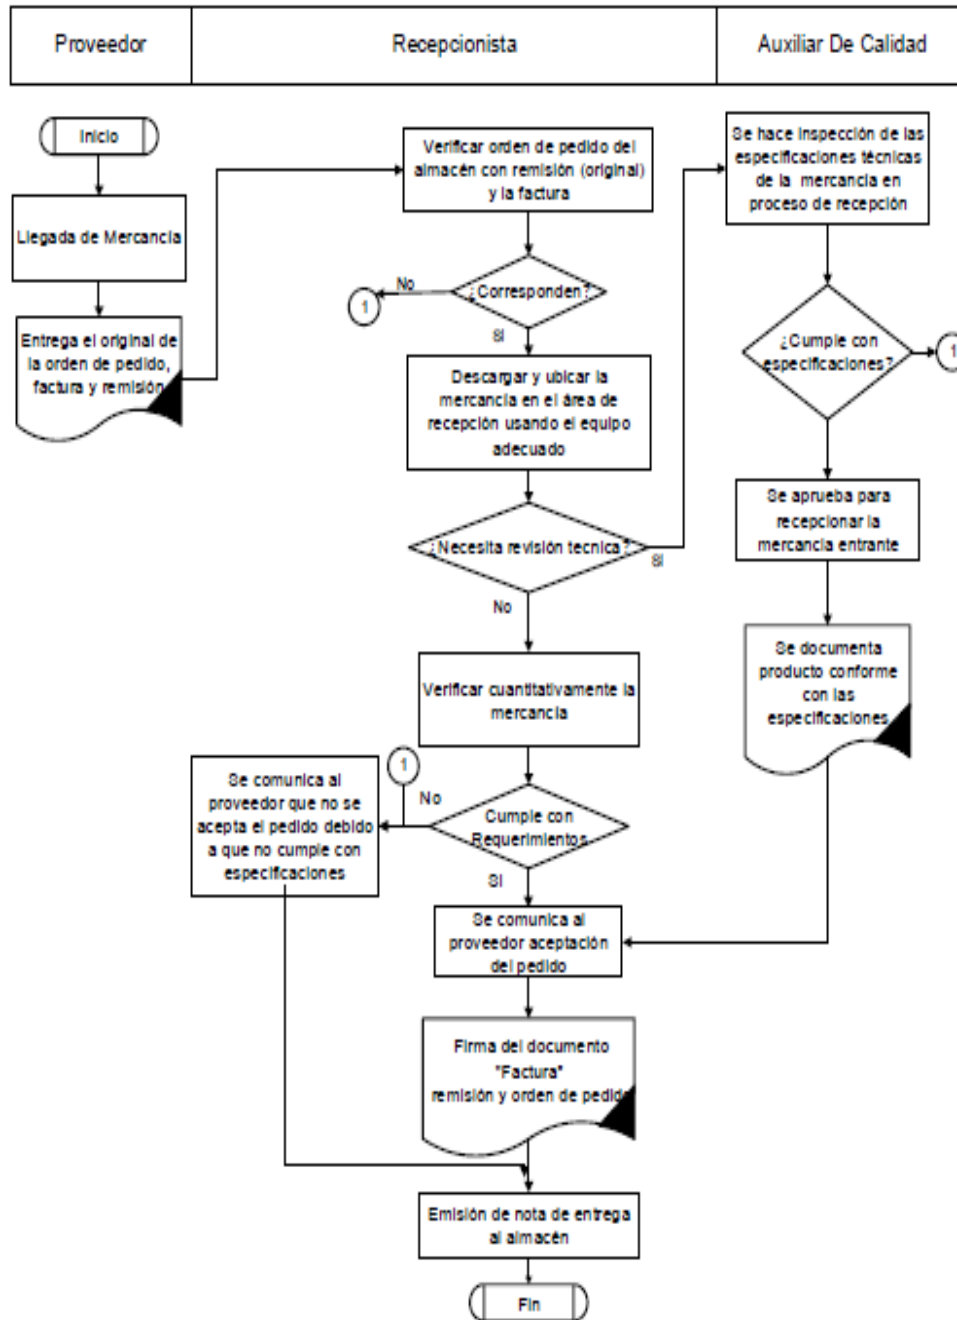 Proveedor
Recepcionista
Auxiliar De Calidad
Inicio
Llegada de Mercancía
Entrega el original de
la orden de pedido,
factura y remisión
Verificar orden de pedido del
almacén con remisión (original)
y la factura
¿Corresponden?
No
1
SI
Descargar y ubicar la
mercancía en el área de
recepción usando el equipo
adecuado
¿Necesita revisión tecnica?
SI
No
Verificar cuantitativamente la
mercancía
1
No
Cumple con
Requerimientos
SI
Se comunica al
proveedor que no se
acepta el pedido debido
a que no cumple con
especificaciones
Se comunica al
proveedor aceptación
del pedido
Firma del documento
"Factura"
remisión y orden de pedido
Emisión de nota de entrega
al almacén
Fin
Se hace inspección de las
especificaciones técnicas
de la mercancía en
proceso de recepción
¿Cumple con
especificaciones?
1
Se aprueba para
recepcionar la
mercancía entrante
Se documenta
producto conforme
con las
especificaciones